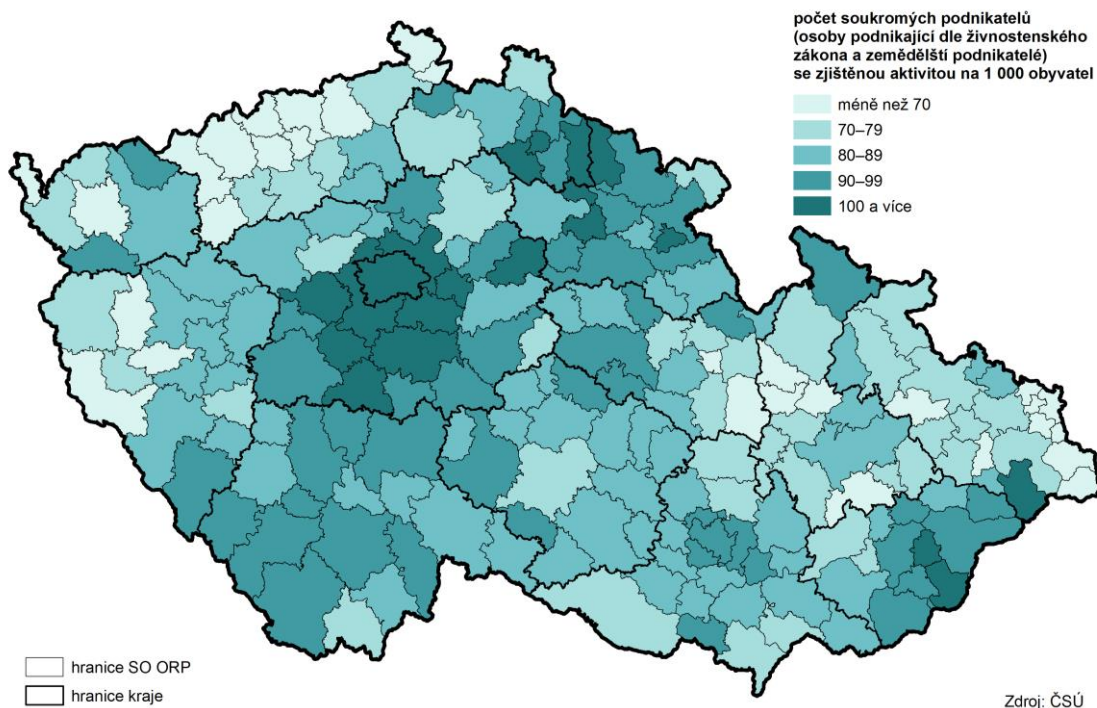 počet soukromých podnikatelů
(osoby podnikající dle živnostenského
zákona a zemědělští podnikatelé)
se zjištěnou aktivitou na 1 000 obyvatel
méně než 70
70–79
80–89
90–99
100 a více
hranice SO ORP
hranice kraje
Zdroj: ČSÚ